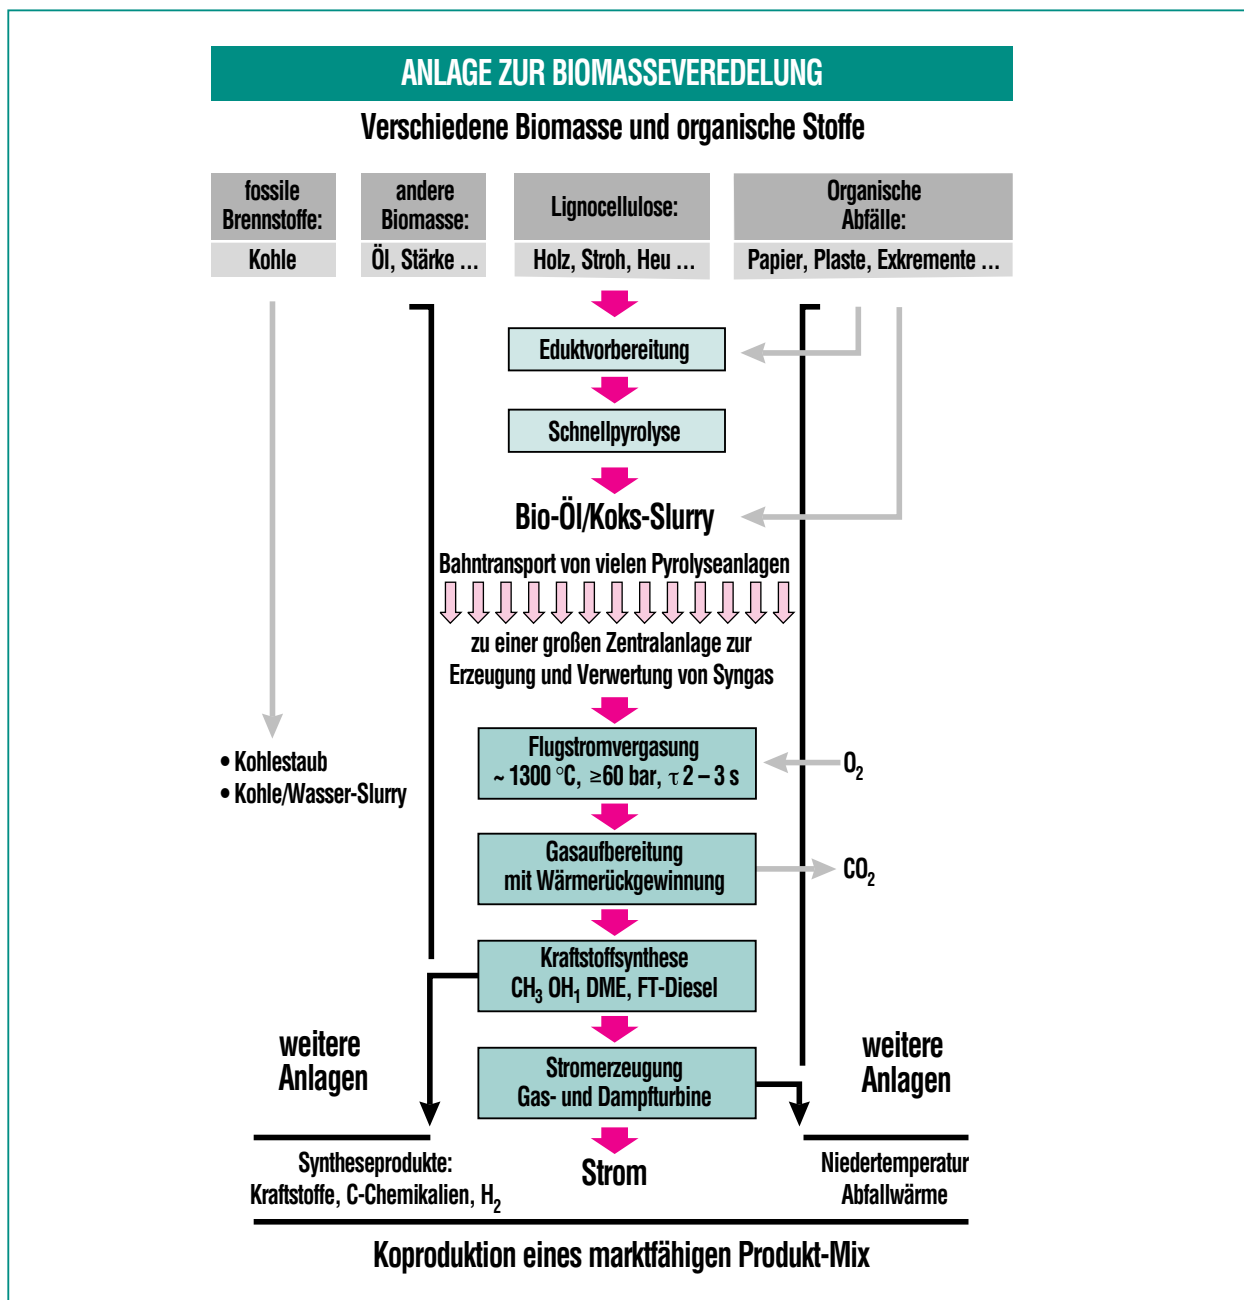 ANLAGE ZUR BIOMASSEVEREDELUNG
Verschiedene Biomasse und organische Stoffe
fossile
Brennstoffe:
Kohle
andere
Biomasse:
Öl, Stärke ...
Lignocellulose:
Holz, Stroh, Heu ...
Organische
Abfälle:
Papier, Plaste, Exkremente ...
Eduktvorbereitung
Schnellpyrolyse
Bio-Öl/Koks-Slurry
Bahntransport von vielen Pyrolyseanlagen
zu einer großen Zentralanlage zur
Erzeugung und Verwertung von Syngas
• Kohlestaub
• Kohle/Wasser-Slurry
Flugstromvergasung
~ 1300 °C, ≥60 bar, τ 2 – 3 s
O₂
Gasaufbereitung
mit Wärmerückgewinnung
CO₂
Kraftstoffsynthese
CH₃ OH₁ DME, FT-Diesel
weitere
Anlagen
Stromerzeugung
Gas- und Dampfturbine
weitere
Anlagen
Syntheseprodukte:
Kraftstoffe, C-Chemikalien, H₂
Strom
Niedertemperatur
Abfallwärme
Koproduktion eines marktfähigen Produkt-Mix